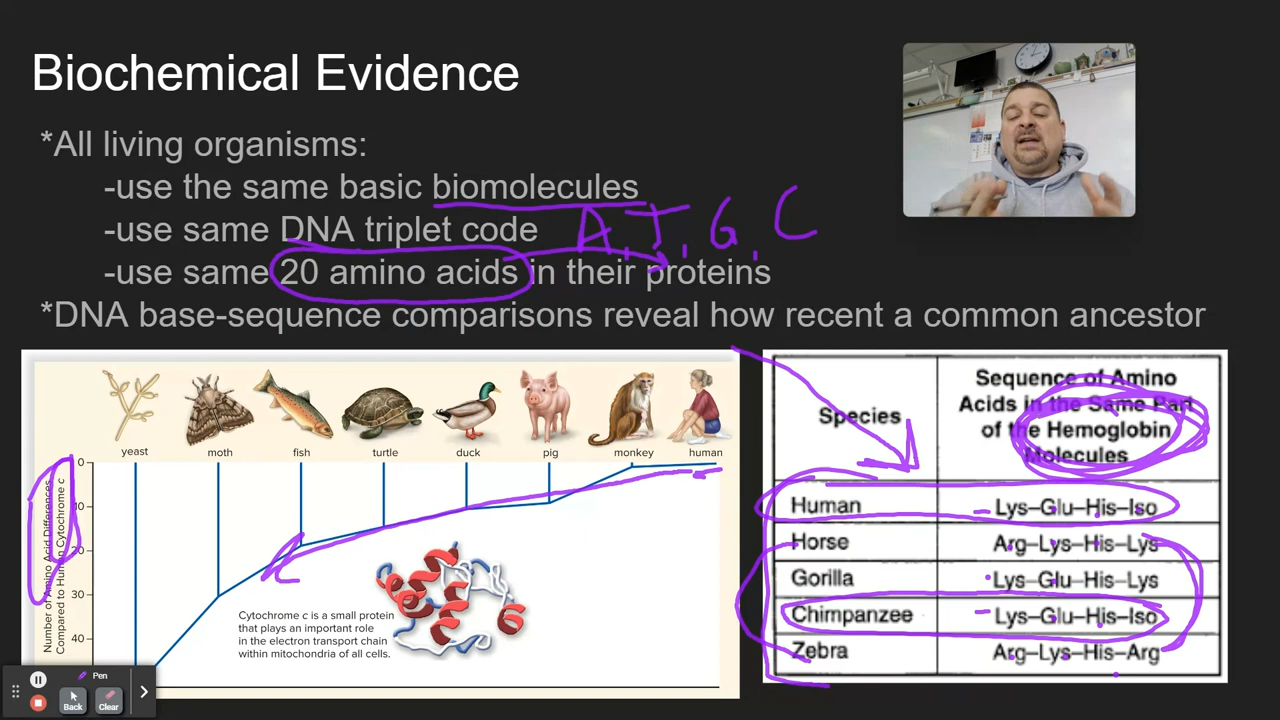 Biochemical Evidence
*All living organisms:
-use the same basic biomolecules
-use same DNA triplet code
A, T, G, C
-use same 20 amino acids in their proteins
*DNA base-sequence comparisons reveal how recent a common ancestor
yeast moth fish turtle duck pig monkey human
Number of Amino Acid Differences
Compared to Human Cytochrome c
0
10
20
30
40
Cytochrome c is a small protein
that plays an important role
in the electron transport chain
within mitochondria of all cells.
Species
Sequence of Amino
Acids in the Same Part
of the Hemoglobin
Molecules
Human Lys–Glu–His–Iso
Horse Arg–Lys–His–Lys
Gorilla Lys–Glu–His–Lys
Chimpanzee Lys–Glu–His–Iso
Zebra Arg–Lys–His–Arg
Pen
Back Clear